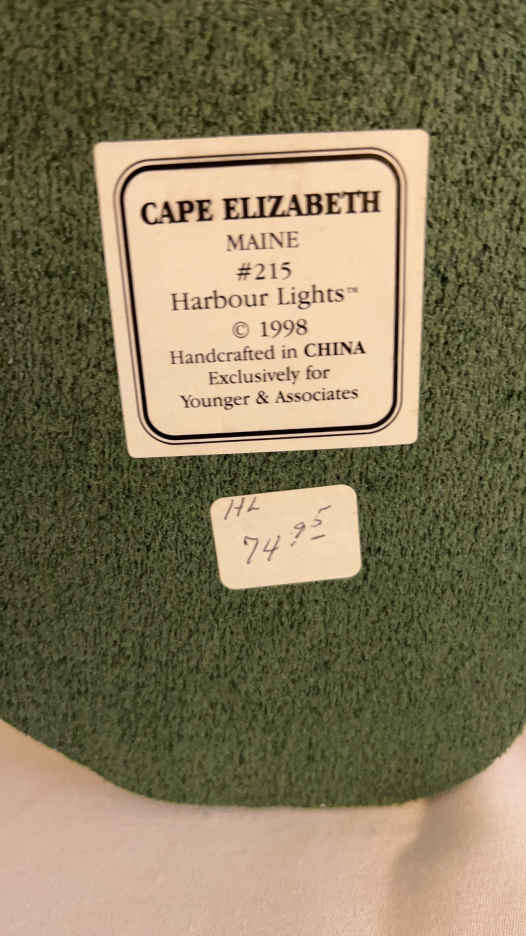 CAPE ELIZABETH
MAINE
#215
Harbour Lights™
© 1998
Handcrafted in CHINA
Exclusively for
Younger & Associates
HL
74.95